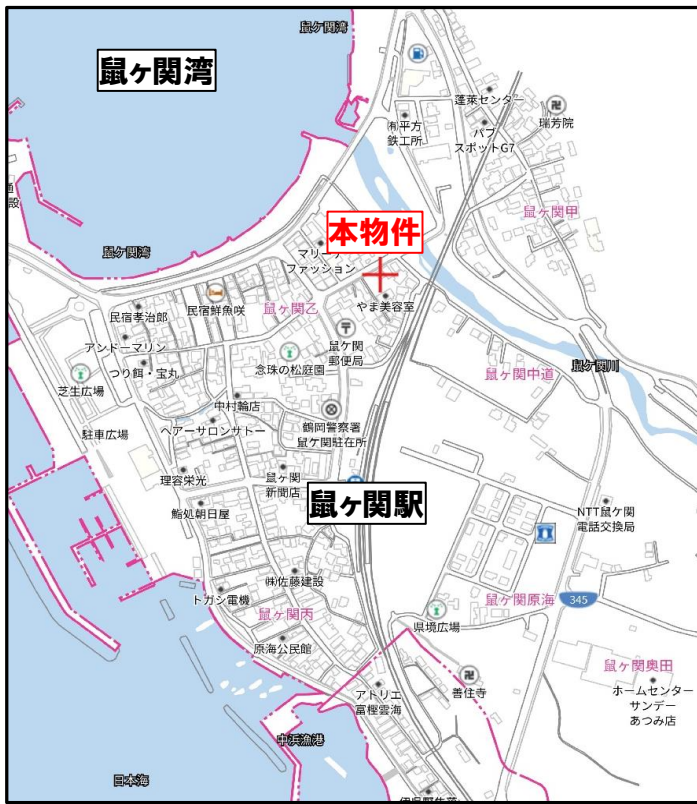 鼠ケ関湾
鼠ヶ関湾
蓬莱センター
瑞芳院
㈲平方
鉄工所
パブ
スポットG7
鼠ヶ関甲
本物件
マリーナ
ファッション
鼠ケ関湾
民宿鮮魚咲
鼠ヶ関乙
やま美容室
民宿孝治郎
鼠ケ関
郵便局
アンドーマリン
念珠の松庭園
鼠ヶ関中道
鼠ケ関川
つり餌・宝丸
芝生広場
中村輪店
駐車広場
ヘアーサロンサトー
鶴岡警察署
鼠ケ関駐在所
理容栄光
鼠ヶ関
新聞店
鼠ヶ関駅
鮨処朝日屋
NTT鼠ケ関
電話交換局
㈱佐藤建設
トガシ電機
鼠ヶ関丙
鼠ヶ関原海
345
県境広場
原海公民館
鼠ヶ関奥田
善住寺
アトリエ
富樫雲海
ホームセンター
サンデー
あつみ店
中浜漁港
日本海